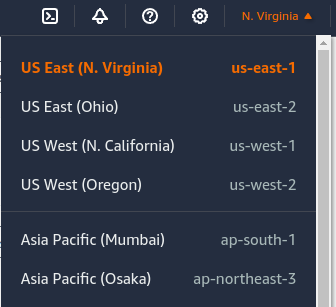 N. Virginia
US East (N. Virginia) us-east-1
US East (Ohio) us-east-2
US West (N. California) us-west-1
US West (Oregon) us-west-2
Asia Pacific (Mumbai) ap-south-1
Asia Pacific (Osaka) ap-northeast-3